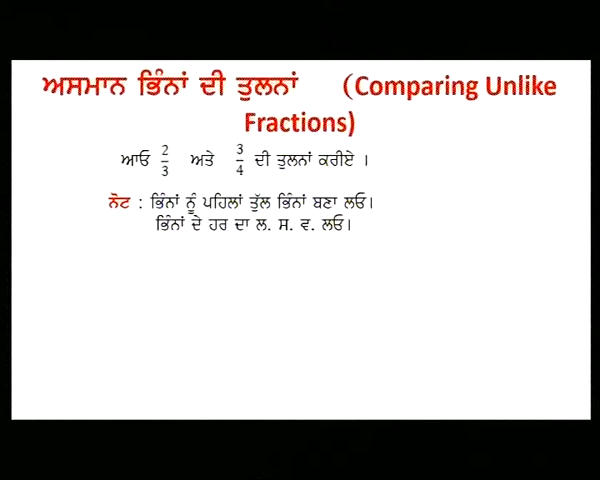 ਅਸਮਾਨ ਭਿੰਨਾਂ ਦੀ ਤੁਲਨਾਂ (Comparing Unlike
Fractions)
ਆਓ 2/3 ਅਤੇ 3/4 ਦੀ ਤੁਲਨਾਂ ਕਰੀਏ ।
ਨੋਟ : ਭਿੰਨਾਂ ਨੂੰ ਪਹਿਲਾਂ ਤੁੱਲ ਭਿੰਨਾਂ ਬਣਾ ਲਓ।
ਭਿੰਨਾਂ ਦੇ ਹਰ ਦਾ ਲ. ਸ. ਵ. ਲਓ।